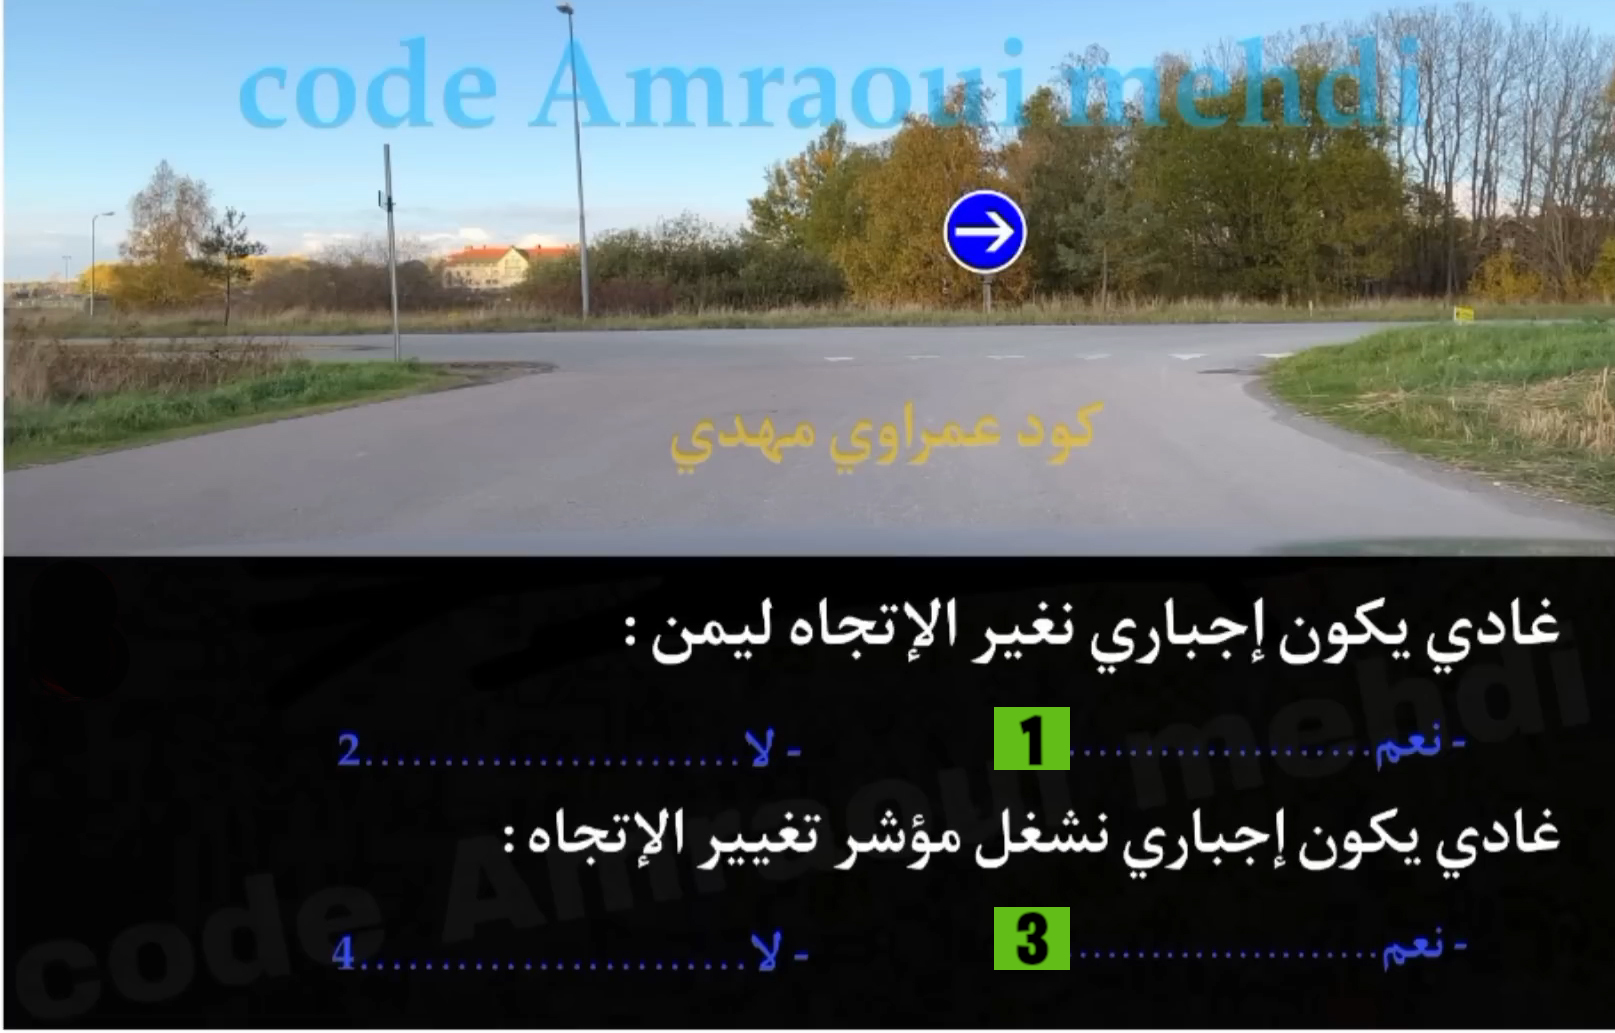 code Amraoui mehdi
كود عمراوي مهدي
غادي يكون إجباري نغير الإتجاه ليمن :
- نعم ..................... 1 - لا ........................ 2
غادي يكون إجباري نشغل مؤشر تغيير الإتجاه :
- نعم ..................... 3 - لا ........................ 4
code Amraoui mehdi